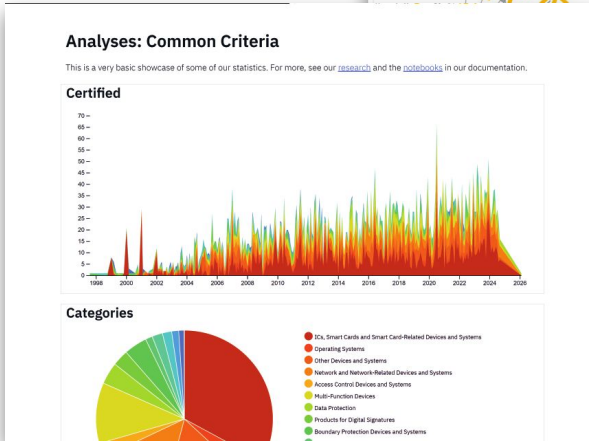 Analyses: Common Criteria
This is a very basic showcase of some of our statistics. For more, see our research and the notebooks in our documentation.
Certified
70
65
60
55
50
45
40
35
30
25
20
15
10
5
0
1998 2000 2002 2004 2006 2008 2010 2012 2014 2016 2018 2020 2022 2024 2026
Categories
ICs, Smart Cards and Smart Card-Related Devices and Systems
Operating Systems
Other Devices and Systems
Network and Network-Related Devices and Systems
Access Control Devices and Systems
Multi-Function Devices
Data Protection
Products for Digital Signatures
Boundary Protection Devices and Systems